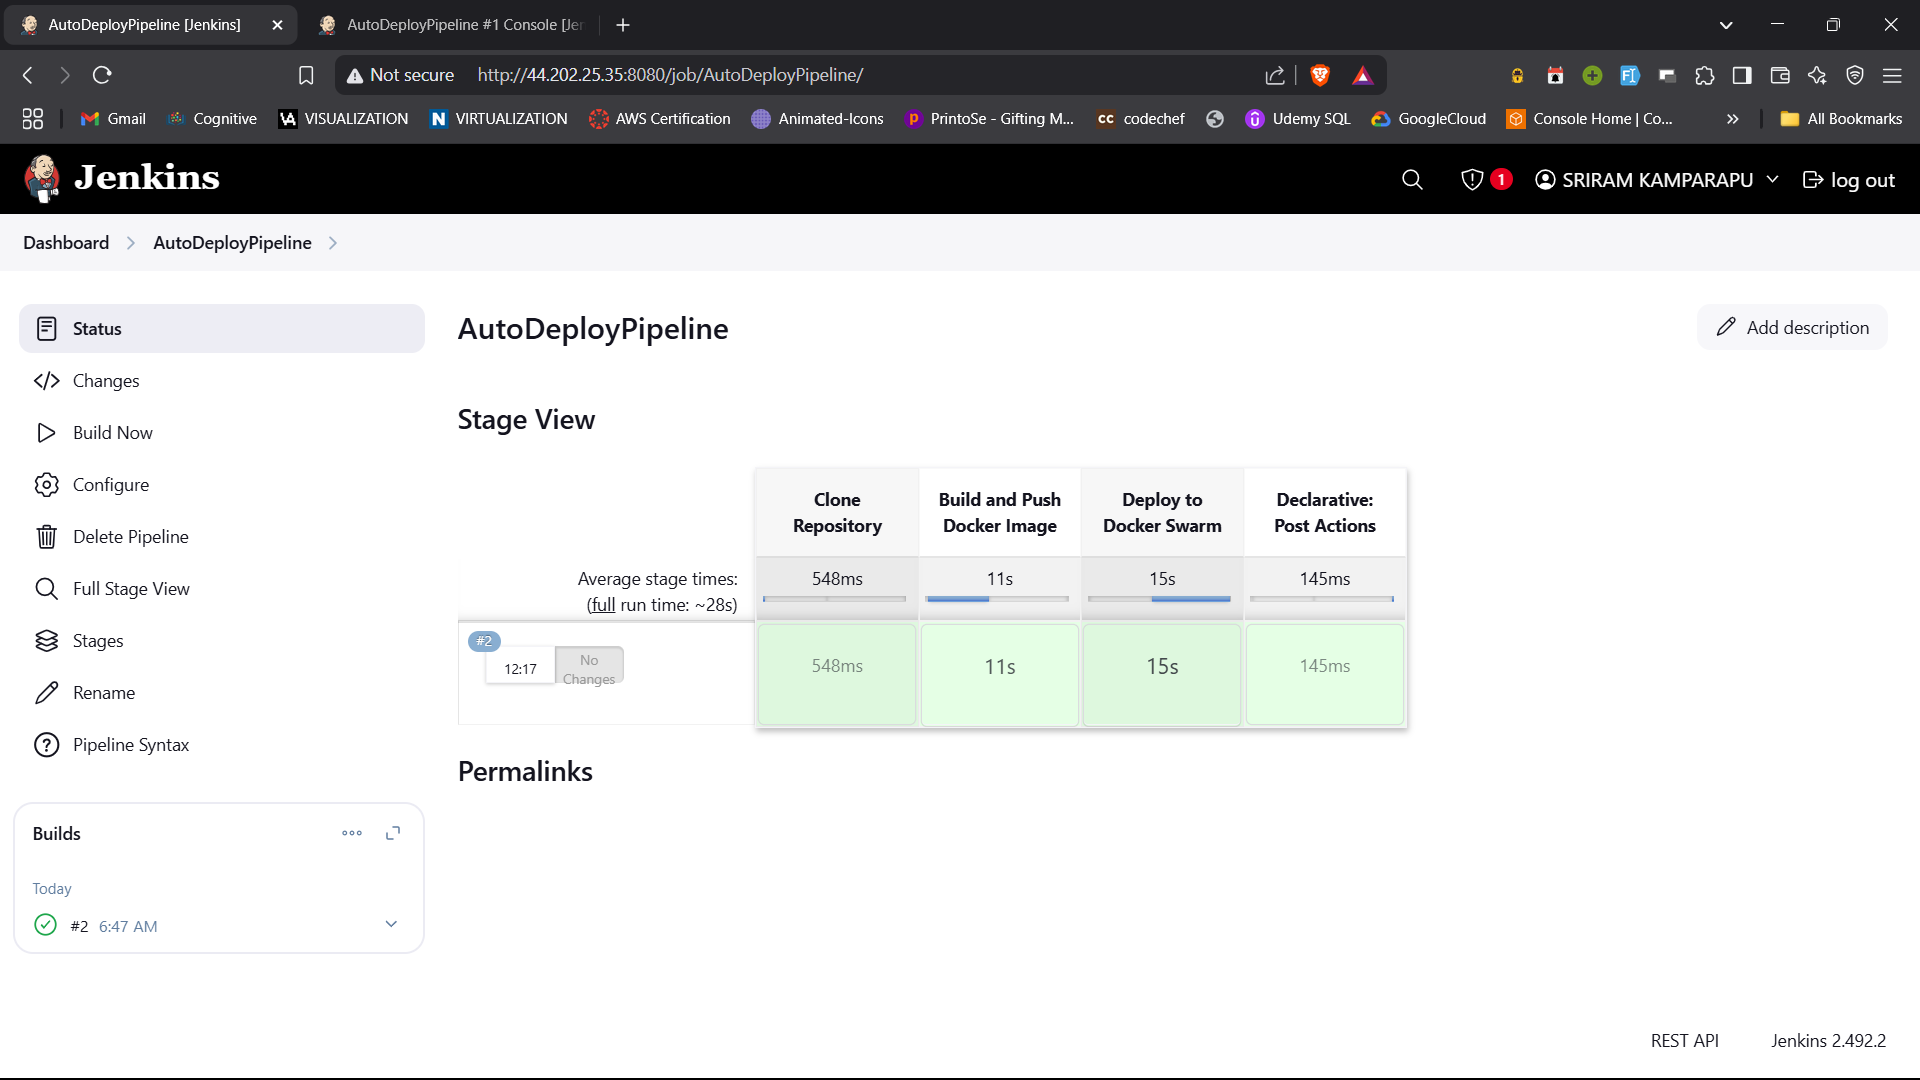 AutoDeployPipeline [Jenkins]
AutoDeployPipeline #1 Console [Jer
Not secure http://44.202.25.35:8080/job/AutoDeployPipeline/
Gmail Cognitive VISUALIZATION VIRTUALIZATION AWS Certification Animated-Icons PrintoSe - Gifting M... codechef Udemy SQL GoogleCloud Console Home | Co... All Bookmarks
Jenkins
1
SRIRAM KAMPARAPU
log out
Dashboard
AutoDeployPipeline
Status
Changes
Build Now
Configure
Delete Pipeline
Full Stage View
Stages
Rename
Pipeline Syntax
Builds
Today
#2 6:47 AM
AutoDeployPipeline
Add description
Stage View
Clone
Repository
Build and Push
Docker Image
Deploy to
Docker Swarm
Declarative:
Post Actions
Average stage times:
(full run time: ~28s)
548ms
11s
15s
145ms
#2
12:17
No
Changes
548ms
11s
15s
145ms
Permalinks
REST API
Jenkins 2.492.2